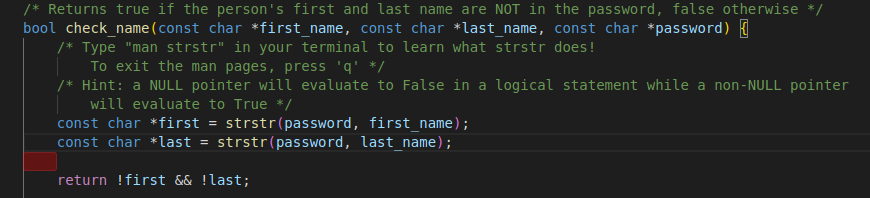 /* Returns true if the person's first and last name are NOT in the password, false otherwise */
bool check_name(const char *first_name, const char *last_name, const char *password) {
    /* Type "man strstr" in your terminal to learn what strstr does!
        To exit the man pages, press 'q' */
    /* Hint: a NULL pointer will evaluate to False in a logical statement while a non-NULL pointer
        will evaluate to True */
    const char *first = strstr(password, first_name);
    const char *last = strstr(password, last_name);
    return !first && !last;